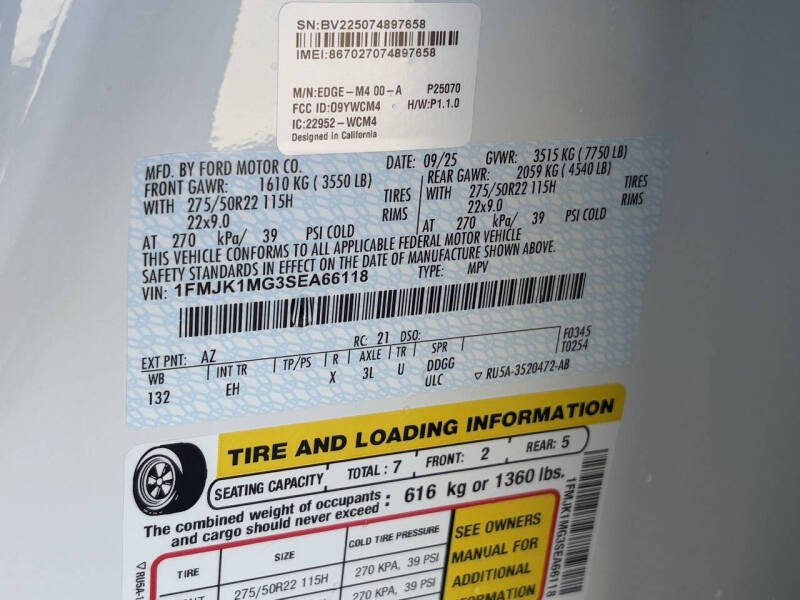 SN:BV225074897658
IMEI:867027074897658
M/N:EDGE-M4 00-A P25070
FCC ID:O9YWCM4 H/W:P1.1.0
IC:22952-WCM4
Designed in California
MFD. BY FORD MOTOR CO. DATE: 09/25 GVWR: 3515 KG (7750 LB)
FRONT GAWR: 1610 KG (3550 LB) REAR GAWR: 2059 KG (4540 LB)
WITH 275/50R22 115H TIRES WITH 275/50R22 115H TIRES
22x9.0 RIMS 22x9.0 RIMS
AT 270 kPa/ 39 PSI COLD AT 270 kPa/ 39 PSI COLD
THIS VEHICLE CONFORMS TO ALL APPLICABLE FEDERAL MOTOR VEHICLE
SAFETY STANDARDS IN EFFECT ON THE DATE OF MANUFACTURE SHOWN ABOVE.
VIN: 1FMJK1MG3SEA66118 TYPE: MPV
EXT PNT: AZ RC: 21 DSO: F0345
T0254
WB INT TR TP/PS R AXLE TR SPR
132 EH X 3L U DDGG
ULC ▽ RU5A-3520472-AB
TIRE AND LOADING INFORMATION
SEATING CAPACITY TOTAL: 7 FRONT: 2 REAR: 5
The combined weight of occupants
and cargo should never exceed : 616 kg or 1360 lbs.
TIRE SIZE COLD TIRE PRESSURE
275/50R22 115H 270 KPA, 39 PSI
270 KPA, 39 PSI
SEE OWNERS
MANUAL FOR
ADDITIONAL
INFORMATION
1FMJK1MG3SEA66118